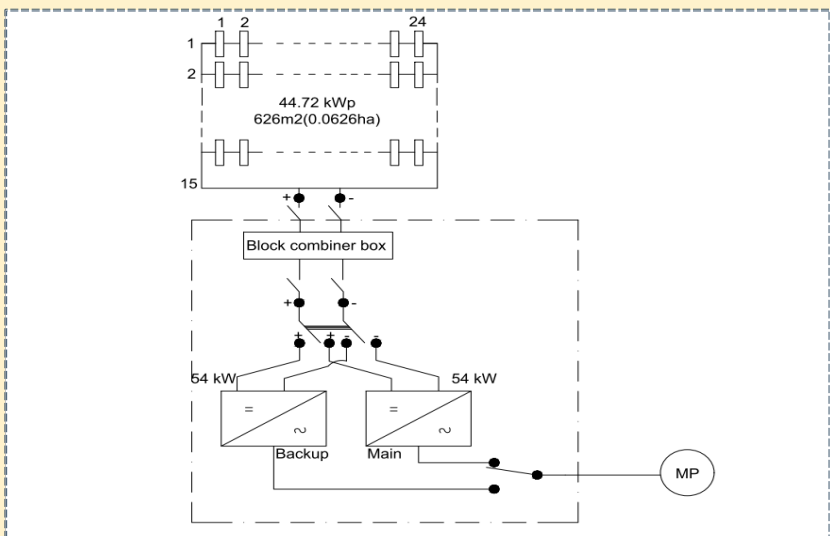 1 2 24
1
2
44.72 kWp
626m2(0.0626ha)
15
+ -
Block combiner box
+ -
+ + - -
54 kW 54 kW
= =
~ ~
Backup Main
MP